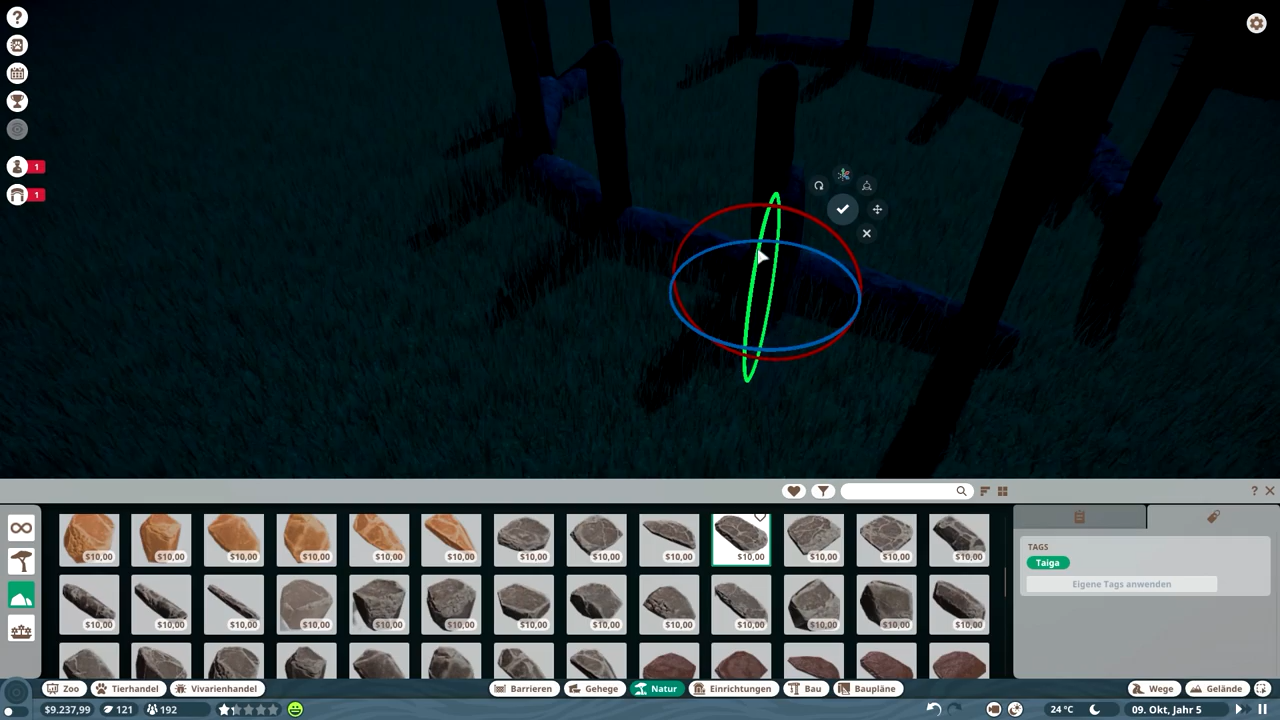 ?
1
1
? 
$10,00 $10,00 $10,00 $10,00 $10,00 $10,00 $10,00 $10,00 $10,00 $10,00 $10,00 $10,00 $10,00
$10,00 $10,00 $10,00 $10,00 $10,00 $10,00 $10,00 $10,00 $10,00 $10,00 $10,00 $10,00 $10,00
TAGS
Taiga
Eigene Tags anwenden
Zoo Tierhandel Vivarienhandel Barrieren Gehege Natur Einrichtungen Bau Baupläne Wege Gelände
$9.237,99 121 192 24 °C 09. Okt, Jahr 5